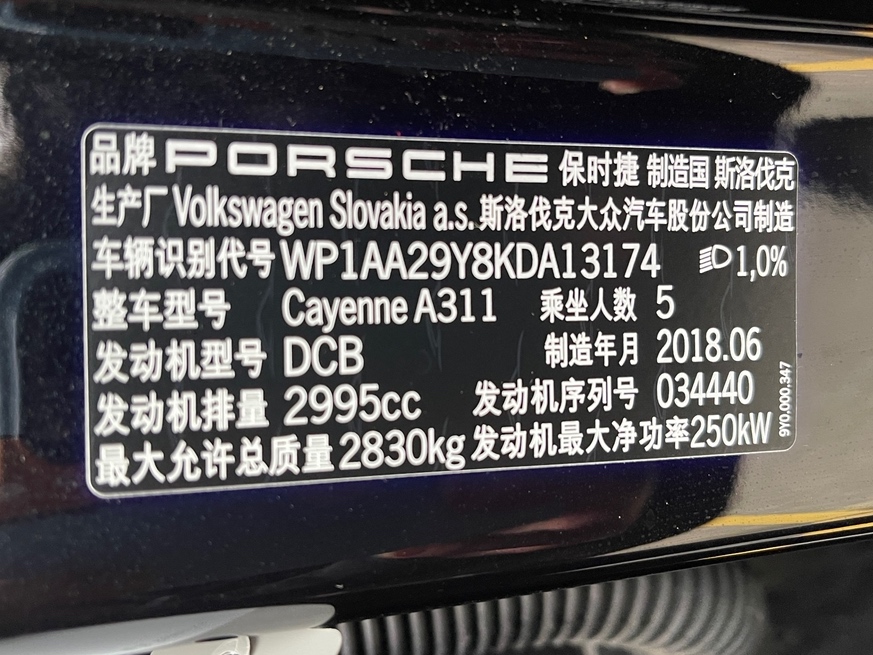 品牌 PORSCHE 保时捷 制造国 斯洛伐克
生产厂 Volkswagen Slovakia a.s. 斯洛伐克大众汽车股份公司制造
车辆识别代号 WP1AA29Y8KDA13174 1,0%
整车型号 Cayenne A311 乘坐人数 5
发动机型号 DCB 制造年月 2018.06
发动机排量 2995cc 发动机序列号 034440
最大允许总质量 2830kg 发动机最大净功率 250kW
9Y0.000.347